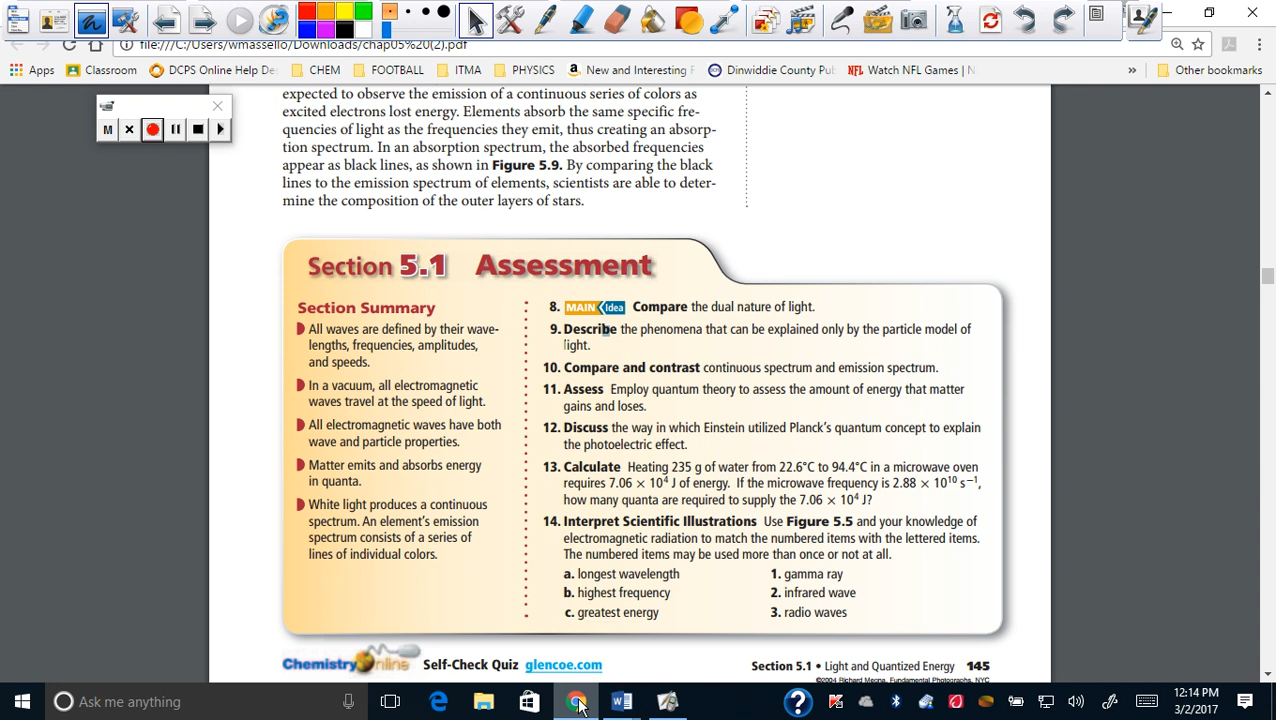 file:///C:/Users/wmassello/Downloads/chap05%20(2).pdf
Apps Classroom DCPS Online Help De CHEM FOOTBALL ITMA PHYSICS New and Interesting F Dinwiddie County Pu NFL Watch NFL Games | N » Other bookmarks
M
expected to observe the emission of a continuous series of colors as
excited electrons lost energy. Elements absorb the same specific fre-
quencies of light as the frequencies they emit, thus creating an absorp-
tion spectrum. In an absorption spectrum, the absorbed frequencies
appear as black lines, as shown in Figure 5.9. By comparing the black
lines to the emission spectrum of elements, scientists are able to deter-
mine the composition of the outer layers of stars.
Section 5.1 Assessment
Section Summary
All waves are defined by their wave-
lengths, frequencies, amplitudes,
and speeds.
In a vacuum, all electromagnetic
waves travel at the speed of light.
All electromagnetic waves have both
wave and particle properties.
Matter emits and absorbs energy
in quanta.
White light produces a continuous
spectrum. An element's emission
spectrum consists of a series of
lines of individual colors.
8. MAIN Idea Compare the dual nature of light.
9. Describe the phenomena that can be explained only by the particle model of
light.
10. Compare and contrast continuous spectrum and emission spectrum.
11. Assess Employ quantum theory to assess the amount of energy that matter
gains and loses.
12. Discuss the way in which Einstein utilized Planck's quantum concept to explain
the photoelectric effect.
13. Calculate Heating 235 g of water from 22.6°C to 94.4°C in a microwave oven
requires 7.06 × 10⁴ J of energy. If the microwave frequency is 2.88 × 10¹⁰ s⁻¹,
how many quanta are required to supply the 7.06 × 10⁴ J?
14. Interpret Scientific Illustrations Use Figure 5.5 and your knowledge of
electromagnetic radiation to match the numbered items with the lettered items.
The numbered items may be used more than once or not at all.
a. longest wavelength 1. gamma ray
b. highest frequency 2. infrared wave
c. greatest energy 3. radio waves
Chemistry Online Self-Check Quiz glencoe.com Section 5.1 • Light and Quantized Energy 145
©2004 Richard Megna, Fundamental Photographs, NYC
Ask me anything
12:14 PM
3/2/2017